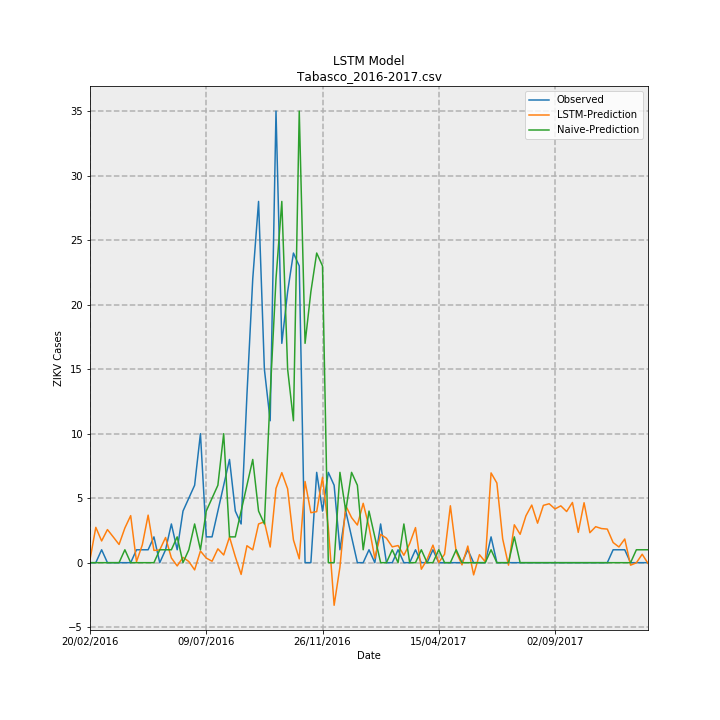 LSTM Model
Tabasco_2016-2017.csv
Observed
LSTM-Prediction
Naive-Prediction
35
30
25
20
15
10
5
0
−5
ZIKV Cases
20/02/2016
09/07/2016
26/11/2016
15/04/2017
02/09/2017
Date